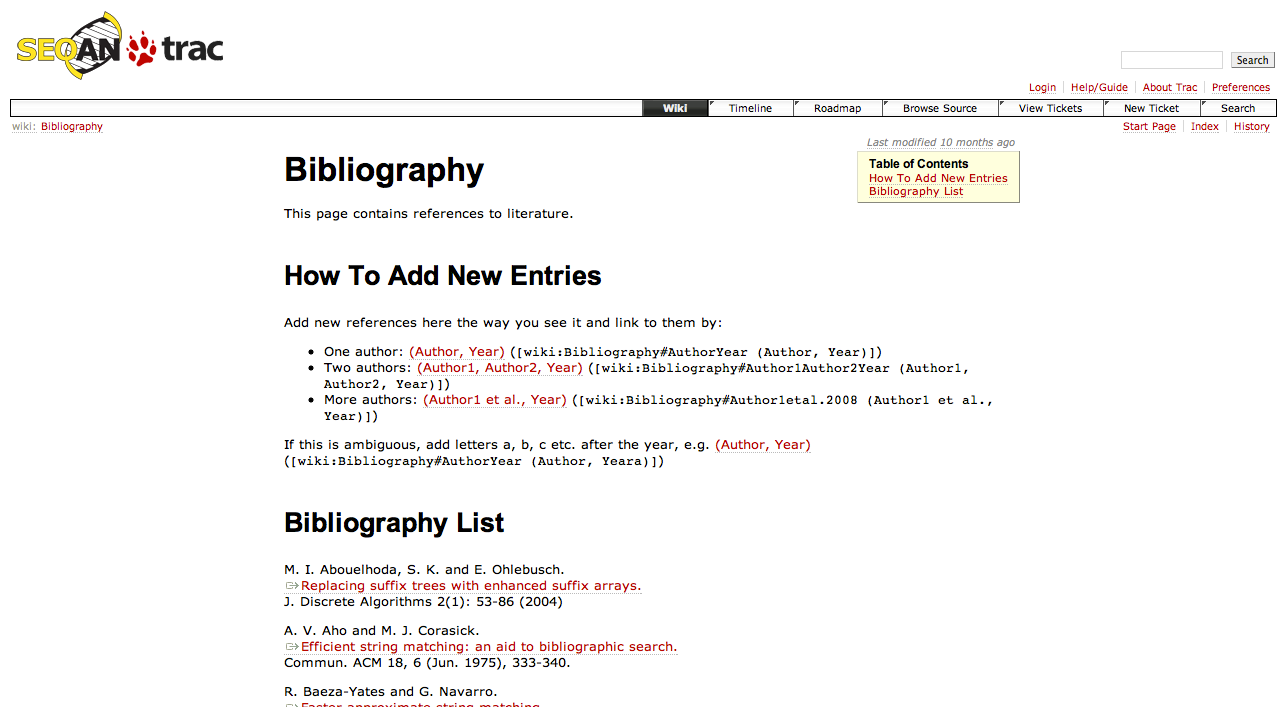 SEQAN trac
Search
Login Help/Guide About Trac Preferences
Wiki Timeline Roadmap Browse Source View Tickets New Ticket Search
wiki: Bibliography
Start Page Index History
Last modified 10 months ago
Table of Contents
How To Add New Entries
Bibliography List
Bibliography
This page contains references to literature.
How To Add New Entries
Add new references here the way you see it and link to them by:
One author: (Author, Year) ([wiki:Bibliography#AuthorYear (Author, Year)])
Two authors: (Author1, Author2, Year) ([wiki:Bibliography#Author1Author2Year (Author1,
Author2, Year)])
More authors: (Author1 et al., Year) ([wiki:Bibliography#Author1etal.2008 (Author1 et al.,
Year)])
If this is ambiguous, add letters a, b, c etc. after the year, e.g. (Author, Year)
([wiki:Bibliography#AuthorYear (Author, Yeara)])
Bibliography List
M. I. Abouelhoda, S. K. and E. Ohlebusch.
Replacing suffix trees with enhanced suffix arrays.
J. Discrete Algorithms 2(1): 53-86 (2004)
A. V. Aho and M. J. Corasick.
Efficient string matching: an aid to bibliographic search.
Commun. ACM 18, 6 (Jun. 1975), 333-340.
R. Baeza-Yates and G. Navarro.
Faster approximate string matching